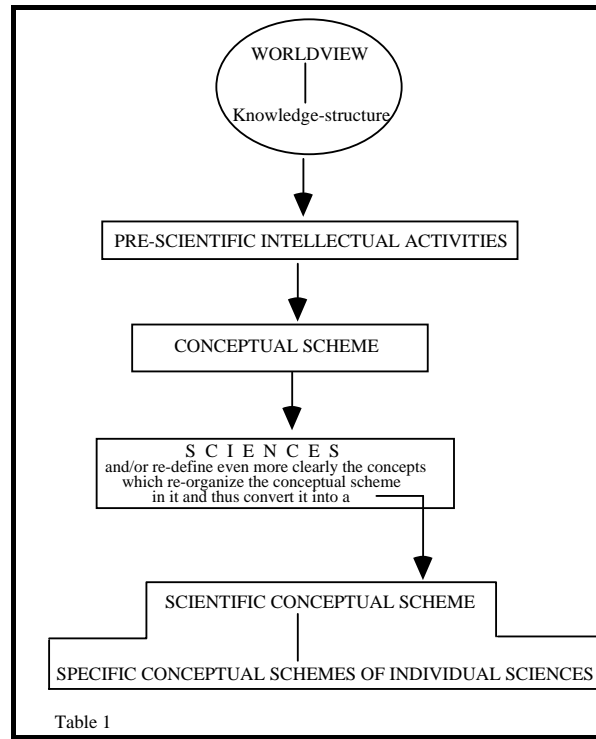 WORLDVIEW
Knowledge-structure
PRE-SCIENTIFIC INTELLECTUAL ACTIVITIES
CONCEPTUAL SCHEME
S C I E N C E S
and/or re-define even more clearly the concepts
which re-organize the conceptual scheme
in it and thus convert it into a
SCIENTIFIC CONCEPTUAL SCHEME
SPECIFIC CONCEPTUAL SCHEMES OF INDIVIDUAL SCIENCES
Table 1